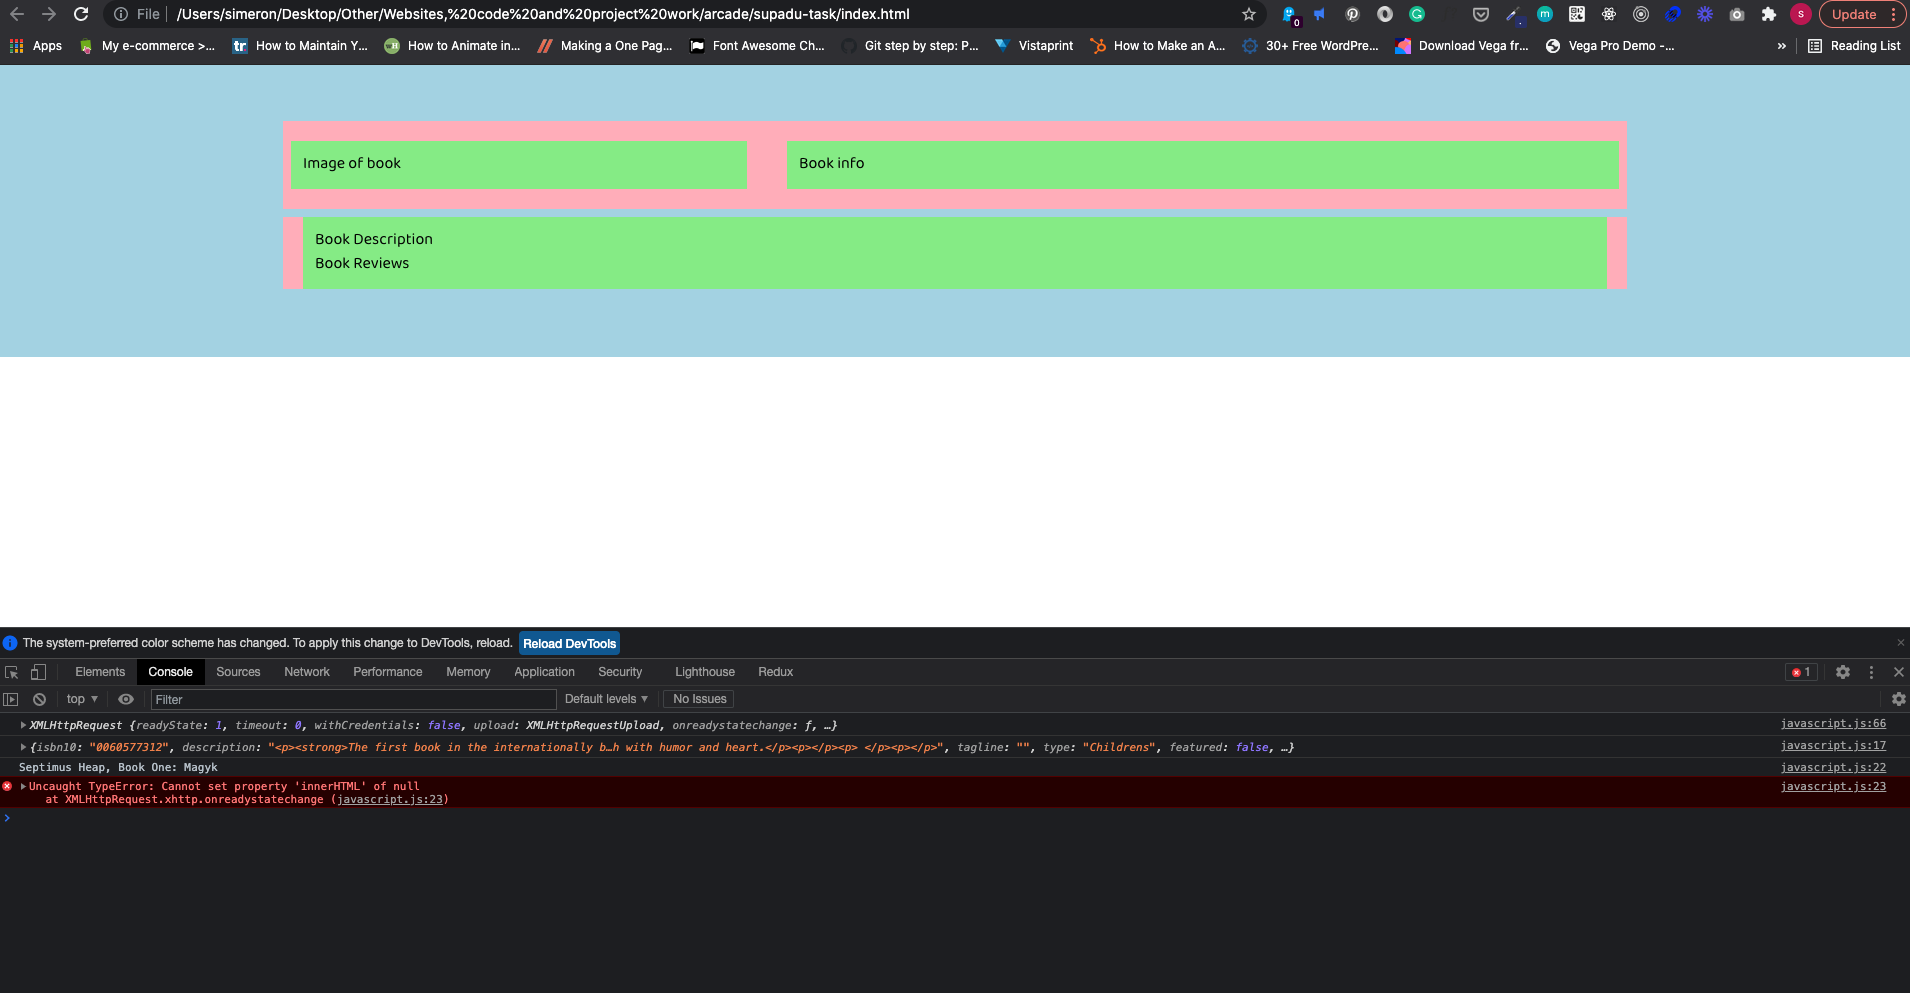 File /Users/simeron/Desktop/Other/Websites,%20code%20and%20project%20work/arcade/supadu-task/index.html 0 S Update
Apps My e-commerce >... tr How to Maintain Y... How to Animate in... Making a One Pag... Font Awesome Ch... Git step by step: P... Vistaprint How to Make an A... 30+ Free WordPre... Download Vega fr... Vega Pro Demo -... » Reading List
Image of book Book info
Book Description
Book Reviews
The system-preferred color scheme has changed. To apply this change to DevTools, reload. Reload DevTools
Elements Console Sources Network Performance Memory Application Security Lighthouse Redux 1
top Filter Default levels No Issues
XMLHttpRequest {readyState: 1, timeout: 0, withCredentials: false, upload: XMLHttpRequestUpload, onreadystatechange: ƒ, …} javascript.js:66
{isbn10: "0060577312", description: "<p><strong>The first book in the internationally b…h with humor and heart.</p><p></p><p> </p><p></p>", tagline: "", type: "Childrens", featured: false, …} javascript.js:17
Septimus Heap, Book One: Magyk javascript.js:22
Uncaught TypeError: Cannot set property 'innerHTML' of null javascript.js:23
at XMLHttpRequest.xhttp.onreadystatechange (javascript.js:23)